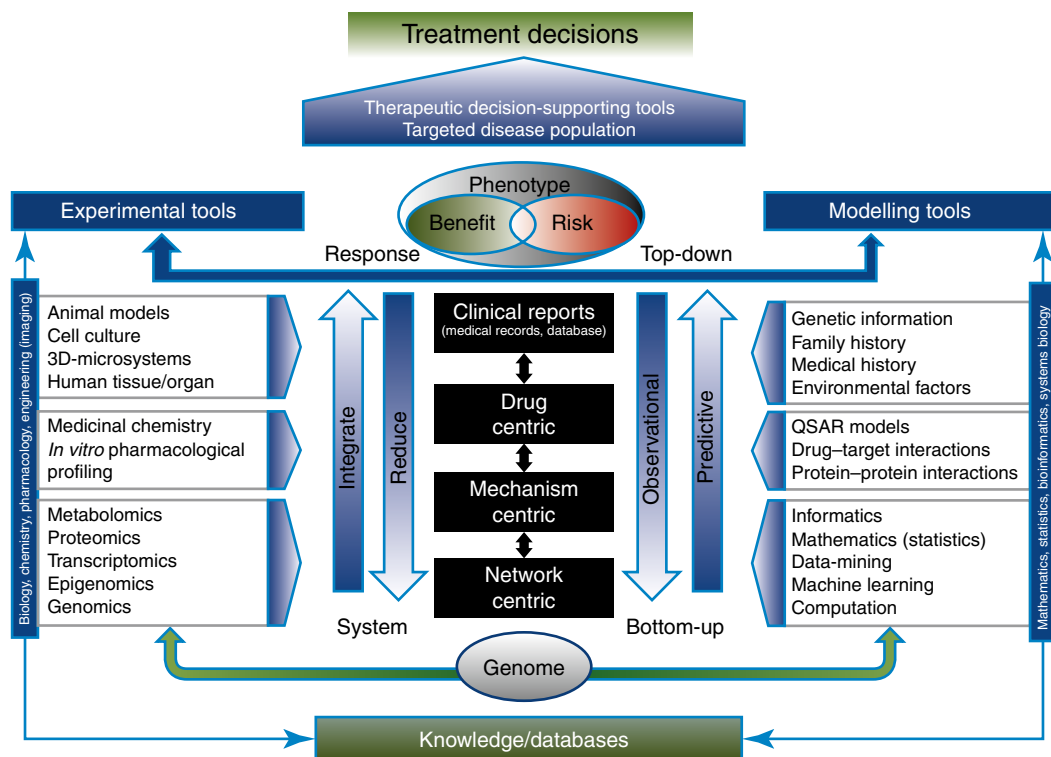 Treatment decisions
Therapeutic decision-supporting tools
Targeted disease population
Phenotype
Benefit
Risk
Experimental tools
Modelling tools
Response
Top-down
Biology, chemistry, pharmacology, engineering (imaging)
Animal models
Cell culture
3D-microsystems
Human tissue/organ
Medicinal chemistry
In vitro pharmacological
profiling
Metabolomics
Proteomics
Transcriptomics
Epigenomics
Genomics
Integrate
Reduce
Clinical reports
(medical records, database)
Drug
centric
Mechanism
centric
Network
centric
Observational
Predictive
Genetic information
Family history
Medical history
Environmental factors
QSAR models
Drug–target interactions
Protein–protein interactions
Informatics
Mathematics (statistics)
Data-mining
Machine learning
Computation
Mathematics, statistics, bioinformatics, systems biology
System
Bottom-up
Genome
Knowledge/databases